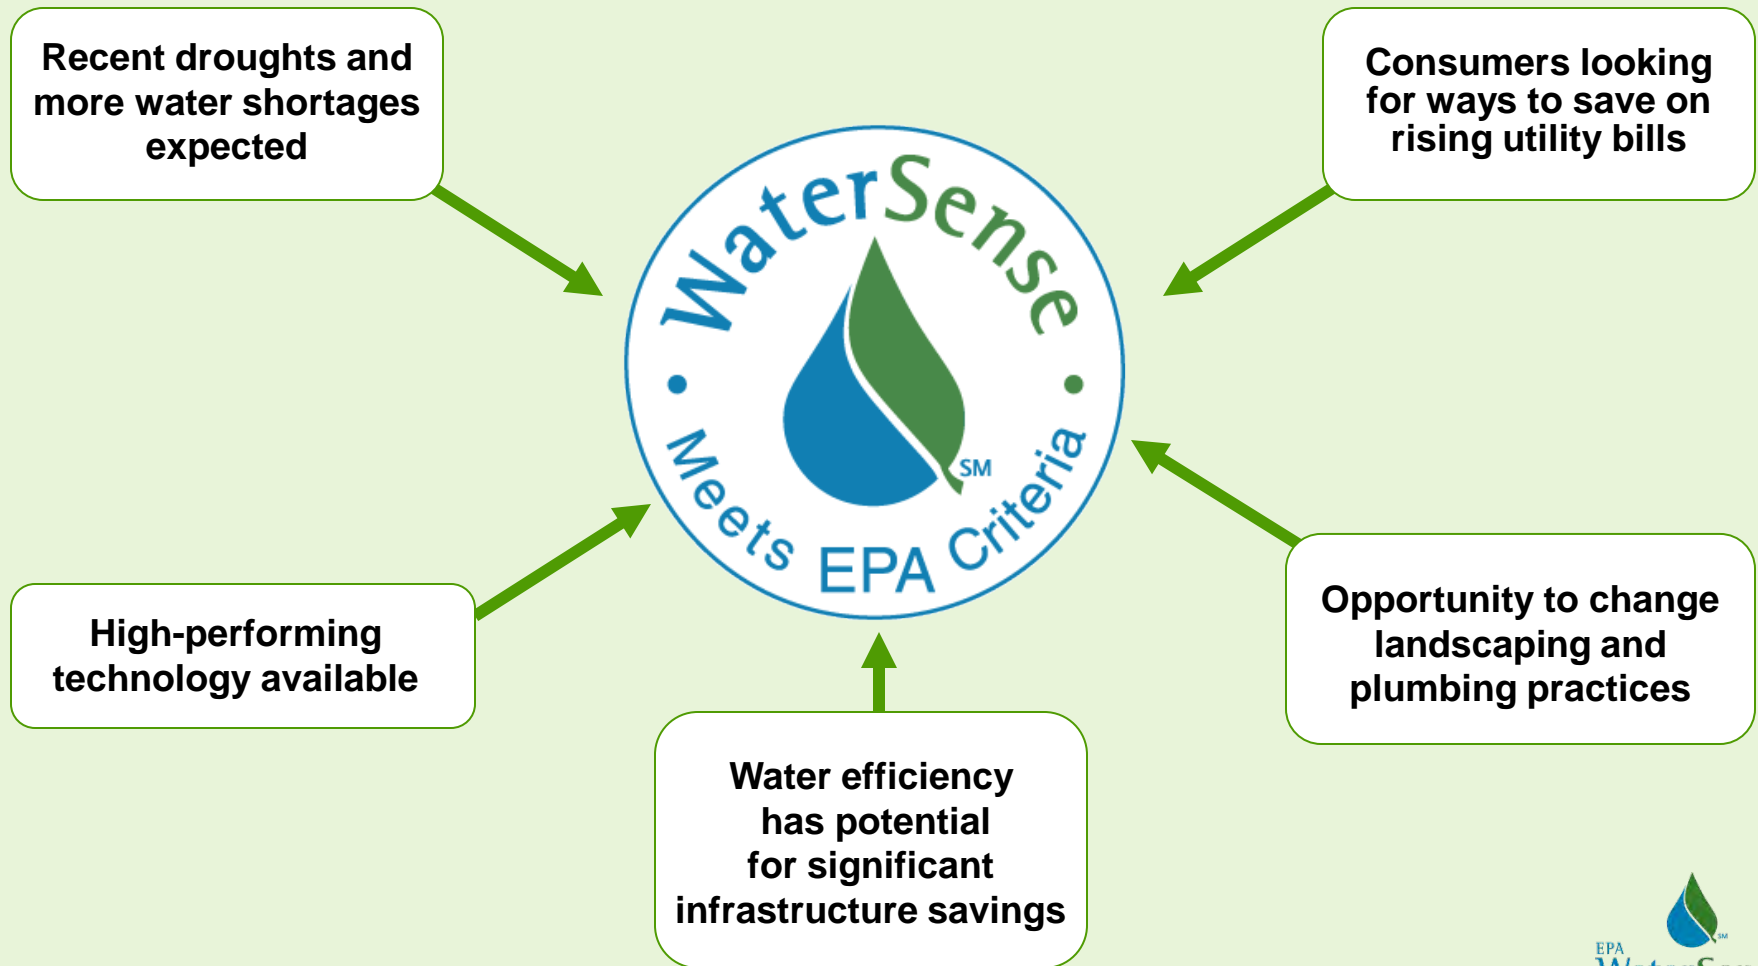 Recent droughts and
more water shortages
expected
Consumers looking
for ways to save on
rising utility bills
WaterSense
SM
Meets EPA Criteria
High-performing
technology available
Opportunity to change
landscaping and
plumbing practices
Water efficiency
has potential
for significant
infrastructure savings
SM
EPA